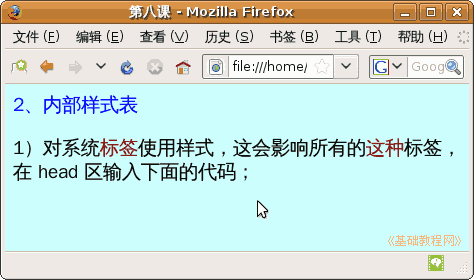 第八课 - Mozilla Firefox
文件 (F) 编辑 (E) 查看 (V) 历史 (S) 书签 (B) 工具 (T) 帮助 (H)
file:///home/ Goog
2、内部样式表
1）对系统标签使用样式，这会影响所有的这种标签，
在 head 区输入下面的代码；
《基础教程网》